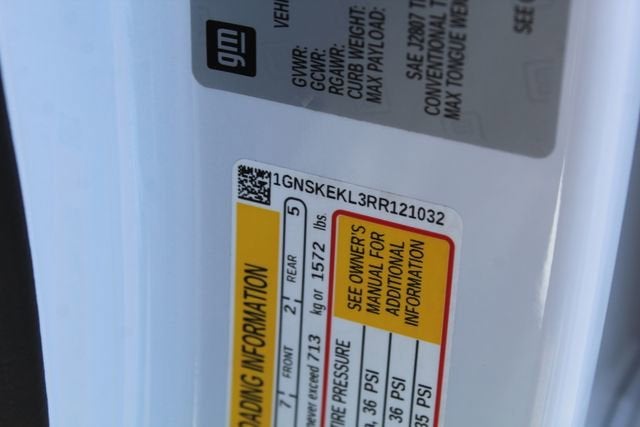 gm
VEHI
GVWR:
GCWR:
RGAWR:
CURB WEIGHT:
MAX PAYLOAD:
SAE J2807 T
CONVENTIONAL T
MAX TONGUE WEI
SEE
1GNSKEKL3RR121032
OADING INFORMATION
7 FRONT 2 REAR 5
never exceed 713 kg or 1572 lbs.
TIRE PRESSURE
SEE OWNER'S
MANUAL FOR
ADDITIONAL
INFORMATION
, 36 PSI
36 PSI
35 PSI